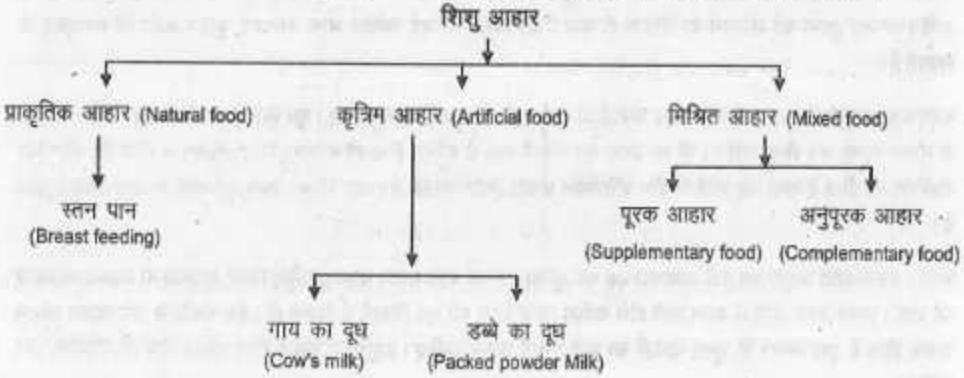 शिशु आहार
प्राकृतिक आहार (Natural food) कृत्रिम आहार (Artificial food) मिश्रित आहार (Mixed food)
स्तन पान
(Breast feeding)
पूरक आहार अनुपूरक आहार
(Supplementary food) (Complementary food)
गाय का दूध डब्बे का दूध
(Cow's milk) (Packed powder Milk)